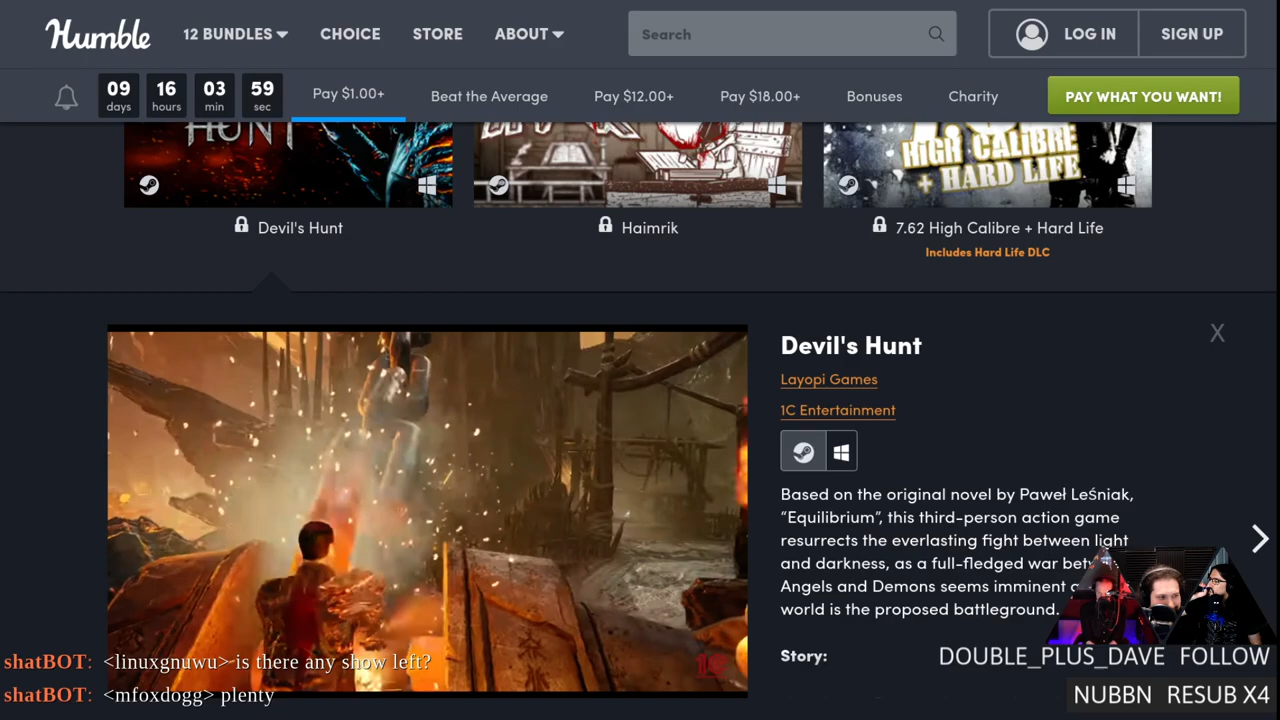 Humble
12 BUNDLES
CHOICE
STORE
ABOUT
Search
LOG IN
SIGN UP
09 days
16 hours
03 min
59 sec
Pay $1.00+
Beat the Average
Pay $12.00+
Pay $18.00+
Bonuses
Charity
PAY WHAT YOU WANT!
HUNT
HIGH CALIBRE
+ HARD LIFE
Devil's Hunt
Haimrik
7.62 High Calibre + Hard Life
Includes Hard Life DLC
Devil's Hunt
X
Layopi Games
1C Entertainment
Based on the original novel by Paweł Leśniak,
“Equilibrium”, this third-person action game
resurrects the everlasting fight between light
and darkness, as a full-fledged war
Angels and Demons seems imminent
world is the proposed battleground.
Story:
shatBOT: <linuxgnuwu> is there any show left?
shatBOT: <mfoxdogg> plenty
DOUBLE_PLUS_DAVE FOLLOW
NUBBN RESUB X4